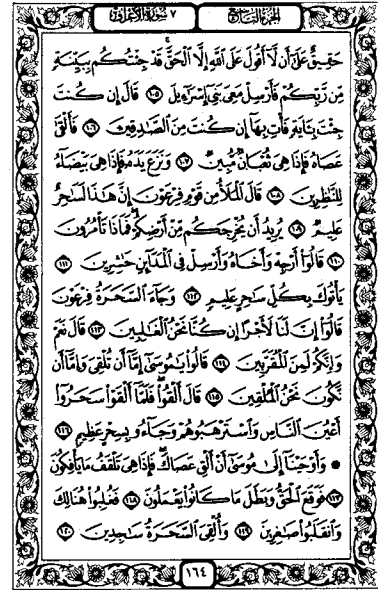 الجزء التاسع ٧ سورة الأعراف
حَقِيقٌ عَلَىٰٓ أَن لَّآ أَقُولَ عَلَى ٱللَّهِ إِلَّا ٱلۡحَقَّۚ قَدۡ جِئۡتُكُم بِبَيِّنَةٖ
مِّن رَّبِّكُمۡ فَأَرۡسِلۡ مَعِيَ بَنِيٓ إِسۡرَٰٓءِيلَ ١٠٥ قَالَ إِن كُنتَ
جِئۡتَ بِـَٔايَةٖ فَأۡتِ بِهَآ إِن كُنتَ مِنَ ٱلصَّٰدِقِينَ ١٠٦ فَأَلۡقَىٰ
عَصَاهُ فَإِذَا هِيَ ثُعۡبَانٞ مُّبِينٞ ١٠٧ وَنَزَعَ يَدَهُۥ فَإِذَا هِيَ بَيۡضَآءُ
لِلنَّٰظِرِينَ ١٠٨ قَالَ ٱلۡمَلَأُ مِن قَوۡمِ فِرۡعَوۡنَ إِنَّ هَٰذَا لَسَٰحِرٌ
عَلِيمٞ ١٠٩ يُرِيدُ أَن يُخۡرِجَكُم مِّنۡ أَرۡضِكُمۡۖ فَمَاذَا تَأۡمُرُونَ
١١٠ قَالُوٓاْ أَرۡجِهۡ وَأَخَاهُ وَأَرۡسِلۡ فِي ٱلۡمَدَآئِنِ حَٰشِرِينَ ١١١
يَأۡتُوكَ بِكُلِّ سَٰحِرٍ عَلِيمٖ ١١٢ وَجَآءَ ٱلسَّحَرَةُ فِرۡعَوۡنَ
قَالُوٓاْ إِنَّ لَنَا لَأَجۡرًا إِن كُنَّا نَحۡنُ ٱلۡغَٰلِبِينَ ١١٣ قَالَ نَعَمۡ
وَإِنَّكُمۡ لَمِنَ ٱلۡمُقَرَّبِينَ ١١٤ قَالُواْ يَٰمُوسَىٰٓ إِمَّآ أَن تُلۡقِيَ وَإِمَّآ أَن
نَّكُونَ نَحۡنُ ٱلۡمُلۡقِينَ ١١٥ قَالَ أَلۡقُواْۖ فَلَمَّآ أَلۡقَوۡاْ سَحَرُوٓاْ
أَعۡيُنَ ٱلنَّاسِ وَٱسۡتَرۡهَبُوهُمۡ وَجَآءُو بِسِحۡرٍ عَظِيمٖ ١١٦
وَأَوۡحَيۡنَآ إِلَىٰ مُوسَىٰٓ أَنۡ أَلۡقِ عَصَاكَۖ فَإِذَا هِيَ تَلۡقَفُ مَا يَأۡفِكُونَ
١١٧ فَوَقَعَ ٱلۡحَقُّ وَبَطَلَ مَا كَانُواْ يَعۡمَلُونَ ١١٨ فَغُلِبُواْ هُنَالِكَ
وَٱنقَلَبُواْ صَٰغِرِينَ ١١٩ وَأُلۡقِيَ ٱلسَّحَرَةُ سَٰجِدِينَ ١٢٠
١٦٤